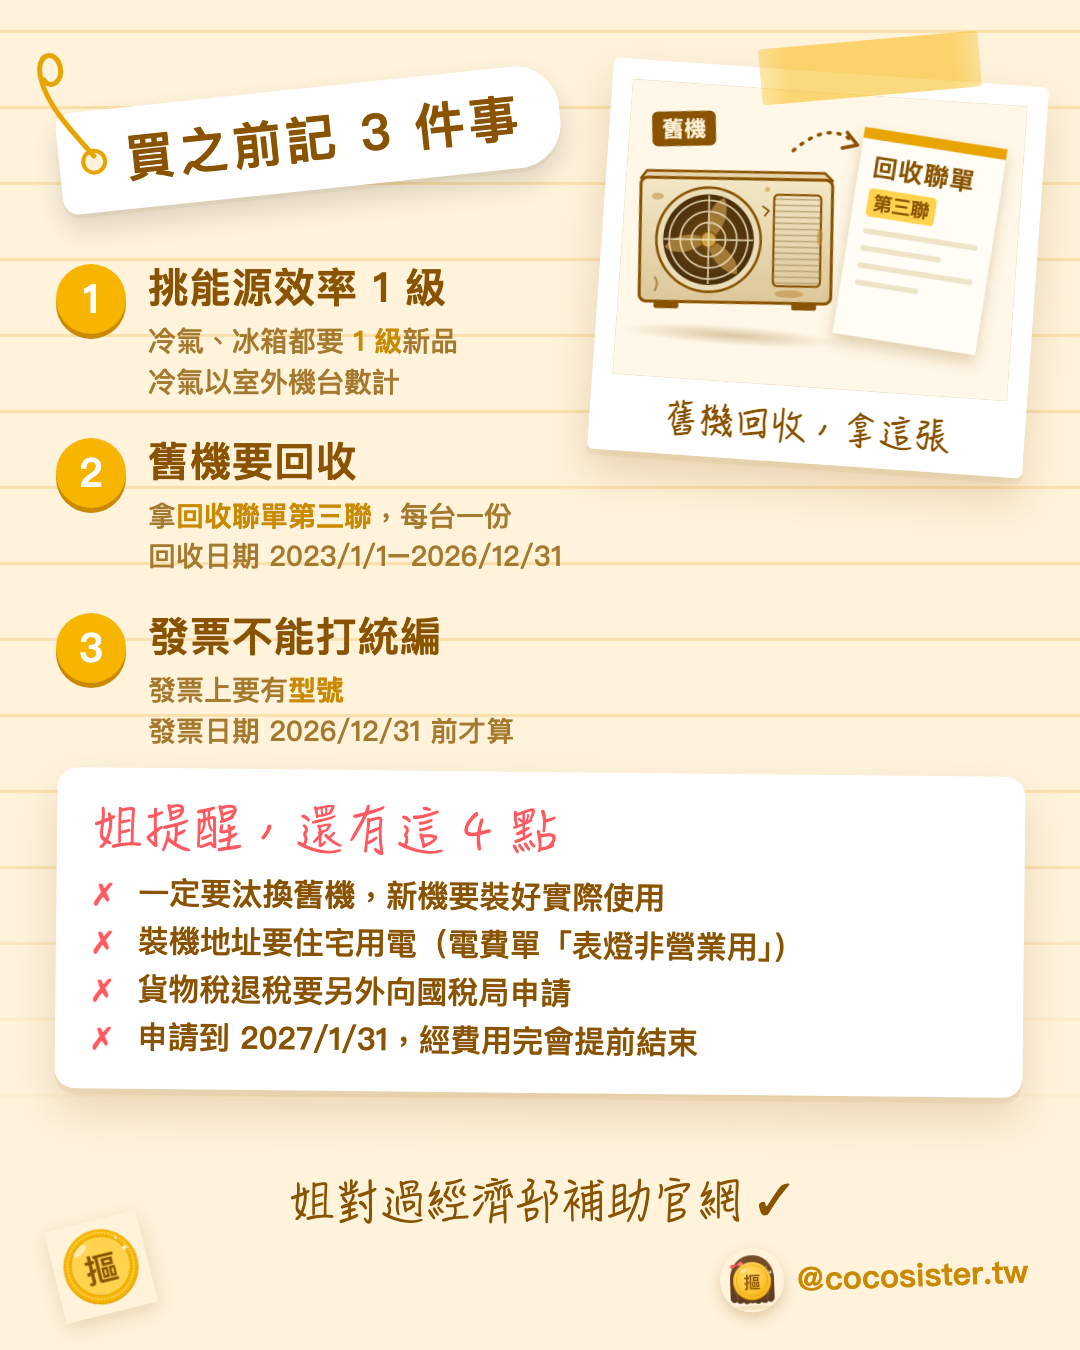 買之前記 3 件事
舊機
回收聯單
第三聯
舊機回收，拿這張
1
挑能源效率 1 級
冷氣、冰箱都要 1 級新品
冷氣以室外機台數計
2
舊機要回收
拿回收聯單第三聯，每台一份
回收日期 2023/1/1–2026/12/31
3
發票不能打統編
發票上要有型號
發票日期 2026/12/31 前才算
姐提醒，還有這 4 點
✗ 一定要汰換舊機，新機要裝好實際使用
✗ 裝機地址要住宅用電（電費單「表燈非營業用」）
✗ 貨物稅退稅要另外向國稅局申請
✗ 申請到 2027/1/31，經費用完會提前結束
姐對過經濟部補助官網 ✓
摳
摳
@cocosister.tw